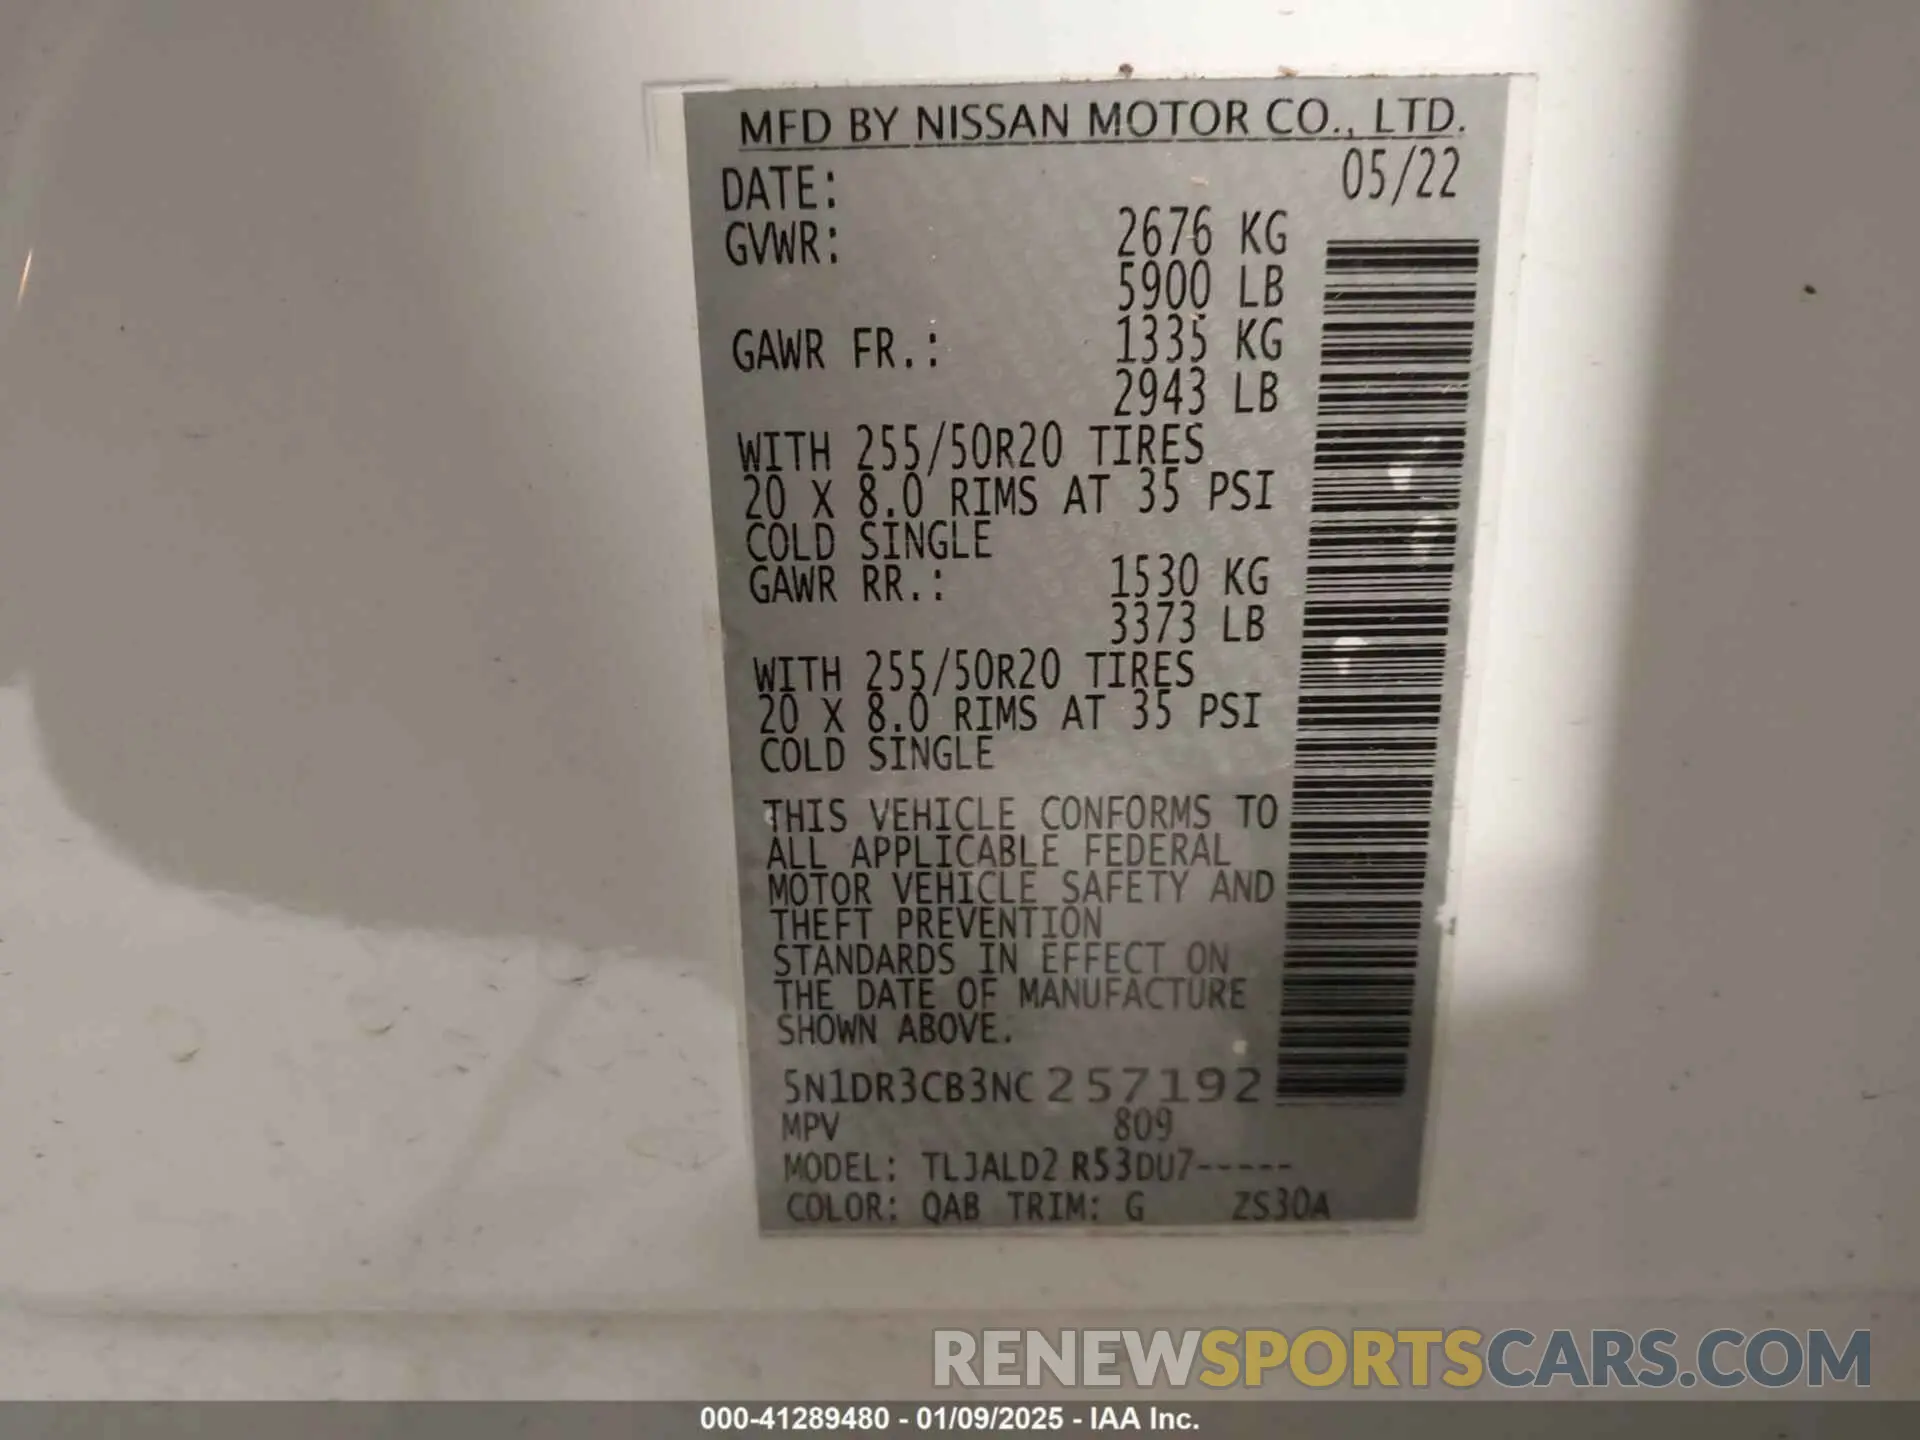 MFD BY NISSAN MOTOR CO., LTD.
DATE: 05/22
GVWR: 2676 KG
5900 LB
GAWR FR.: 1335 KG
2943 LB
WITH 255/50R20 TIRES
20 X 8.0 RIMS AT 35 PSI
COLD SINGLE
GAWR RR.: 1530 KG
3373 LB
WITH 255/50R20 TIRES
20 X 8.0 RIMS AT 35 PSI
COLD SINGLE
THIS VEHICLE CONFORMS TO
ALL APPLICABLE FEDERAL
MOTOR VEHICLE SAFETY AND
THEFT PREVENTION
STANDARDS IN EFFECT ON
THE DATE OF MANUFACTURE
SHOWN ABOVE.
5N1DR3CB3NC257192
MPV 809
MODEL: TLJALD2 R53DU7-----
COLOR: QAB TRIM: G ZS30A
RENEWSPORTSCARS.COM
000-41289480 - 01/09/2025 - IAA Inc.